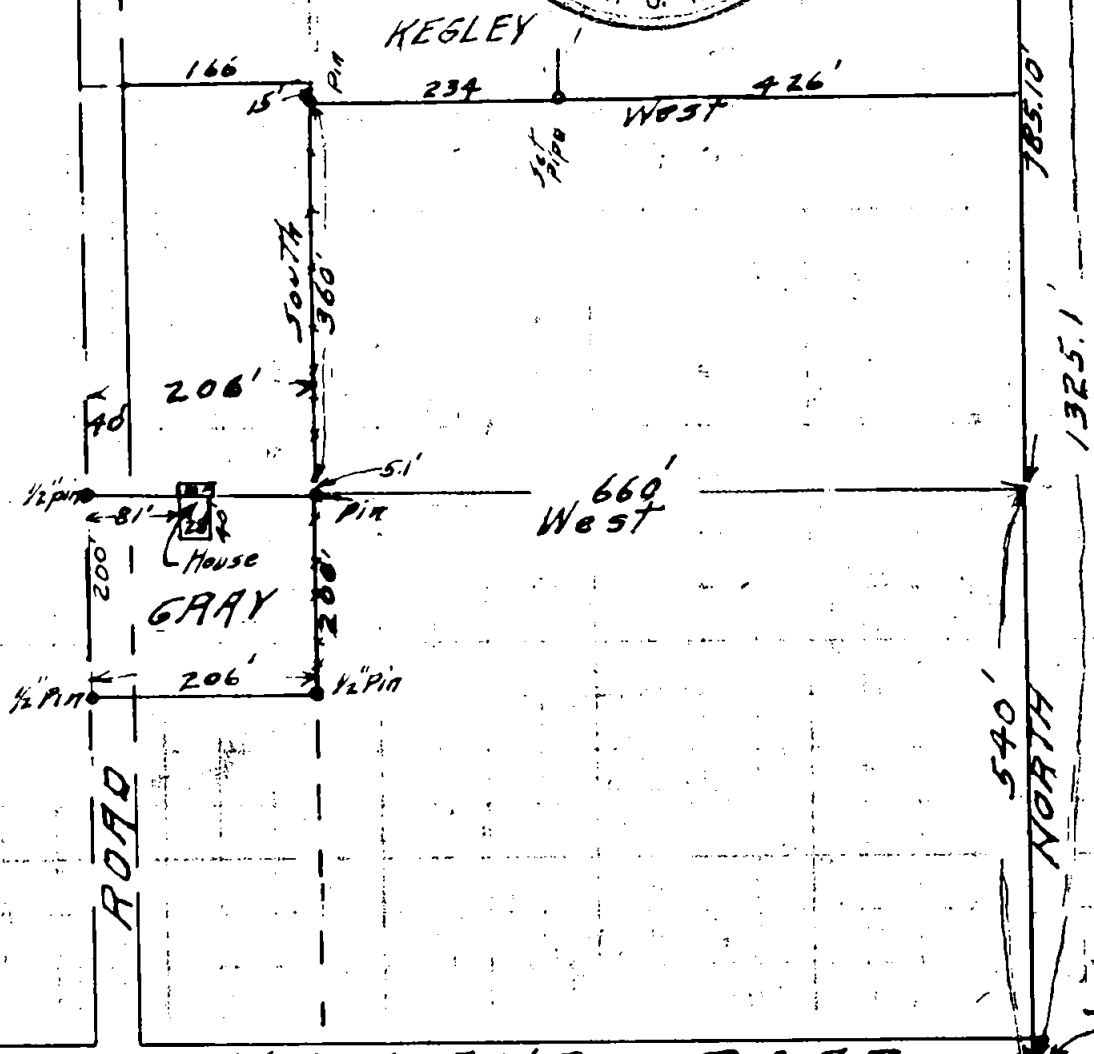 KEGLEY
166
Pin
15'
234
426'
West
Set
Pipe
785.10'
SOUTH
360'
1325.1'
206'
40'
5.1'
1/2" pin
81'
Pin
660'
West
28
40
House
200'
GRAY
200'
206'
1/2" Pin
1/2" Pin
540'
NORTH
ROAD